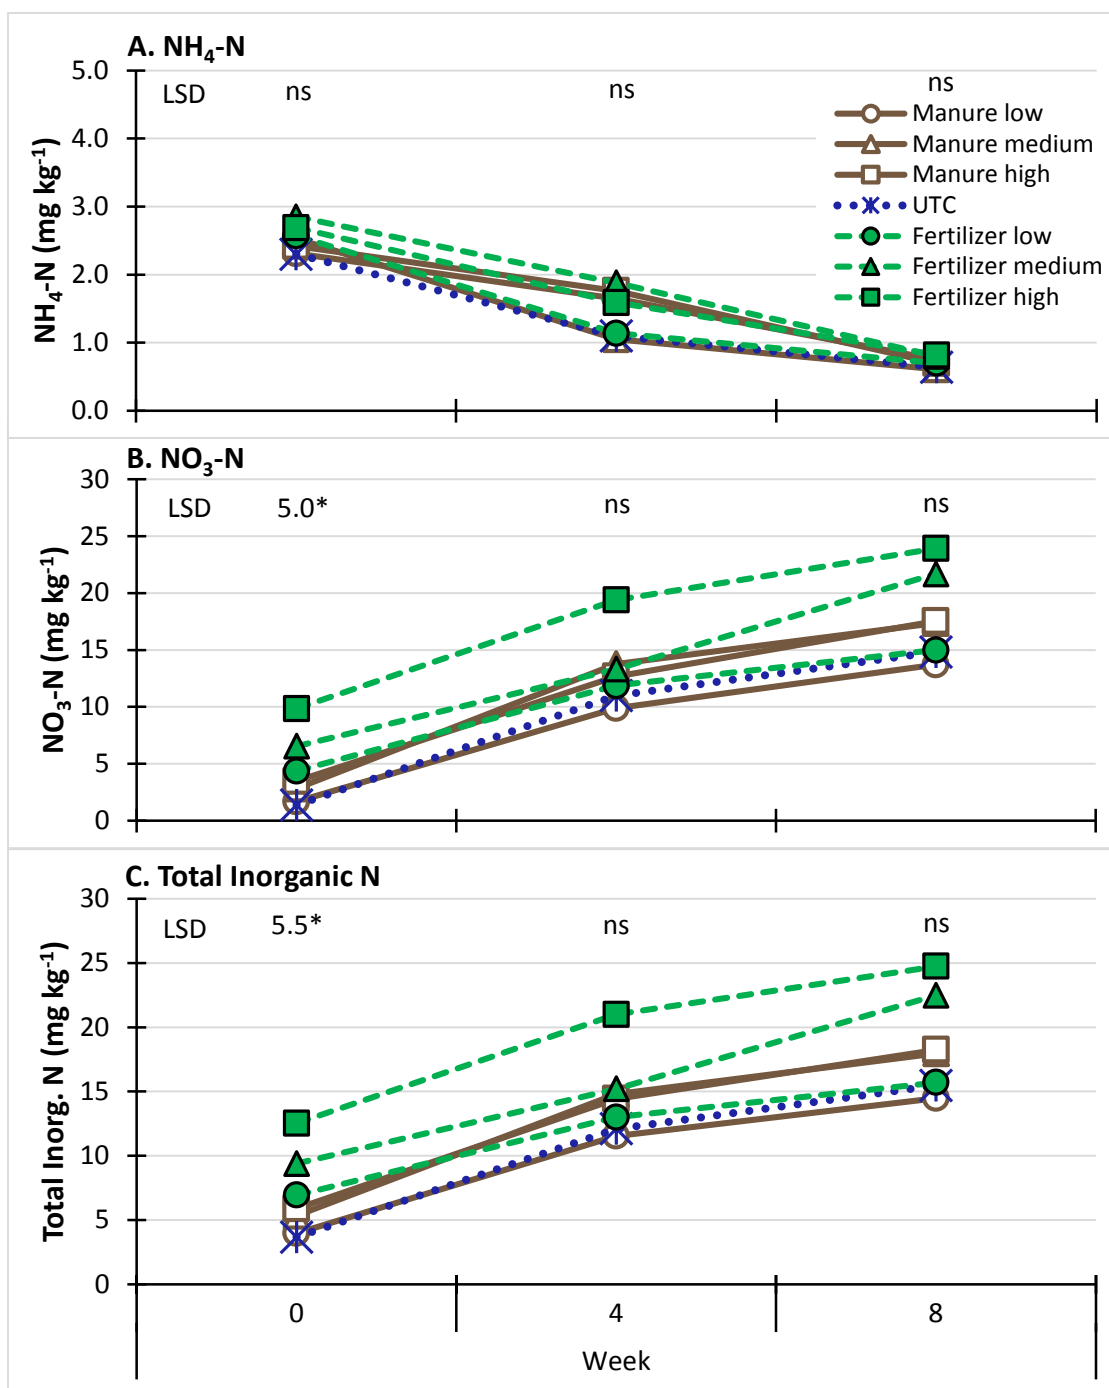 A. NH₄-N
NH₄-N (mg kg⁻¹)
5.0
4.0
3.0
2.0
1.0
0.0
LSD ns ns ns
Manure low
Manure medium
Manure high
UTC
Fertilizer low
Fertilizer medium
Fertilizer high
B. NO₃-N
NO₃-N (mg kg⁻¹)
30
25
20
15
10
5
0
LSD 5.0* ns ns
C. Total Inorganic N
Total Inorg. N (mg kg⁻¹)
30
25
20
15
10
5
0
LSD 5.5* ns ns
0 4 8
Week